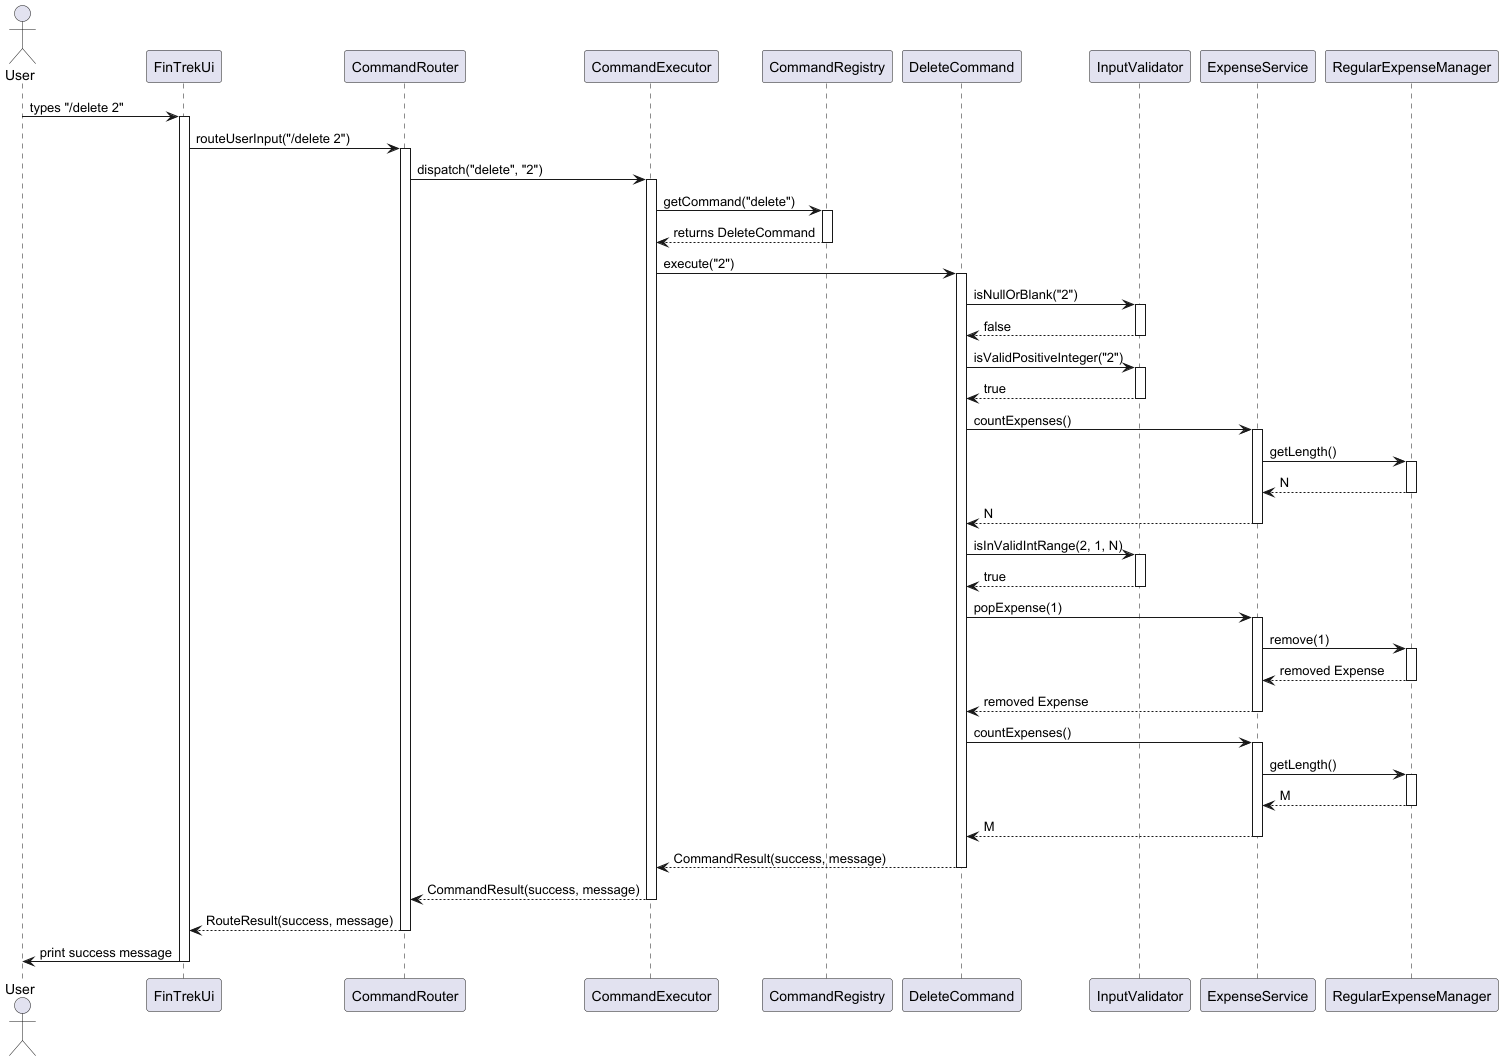 User
FinTrekUi
CommandRouter
CommandExecutor
CommandRegistry
DeleteCommand
InputValidator
ExpenseService
RegularExpenseManager
types "/delete 2"
routeUserInput("/delete 2")
dispatch("delete", "2")
getCommand("delete")
returns DeleteCommand
execute("2")
isNullOrBlank("2")
false
isValidPositiveInteger("2")
true
countExpenses()
getLength()
N
N
isInValidIntRange(2, 1, N)
true
popExpense(1)
remove(1)
removed Expense
removed Expense
countExpenses()
getLength()
M
M
CommandResult(success, message)
CommandResult(success, message)
RouteResult(success, message)
print success message
User
FinTrekUi
CommandRouter
CommandExecutor
CommandRegistry
DeleteCommand
InputValidator
ExpenseService
RegularExpenseManager